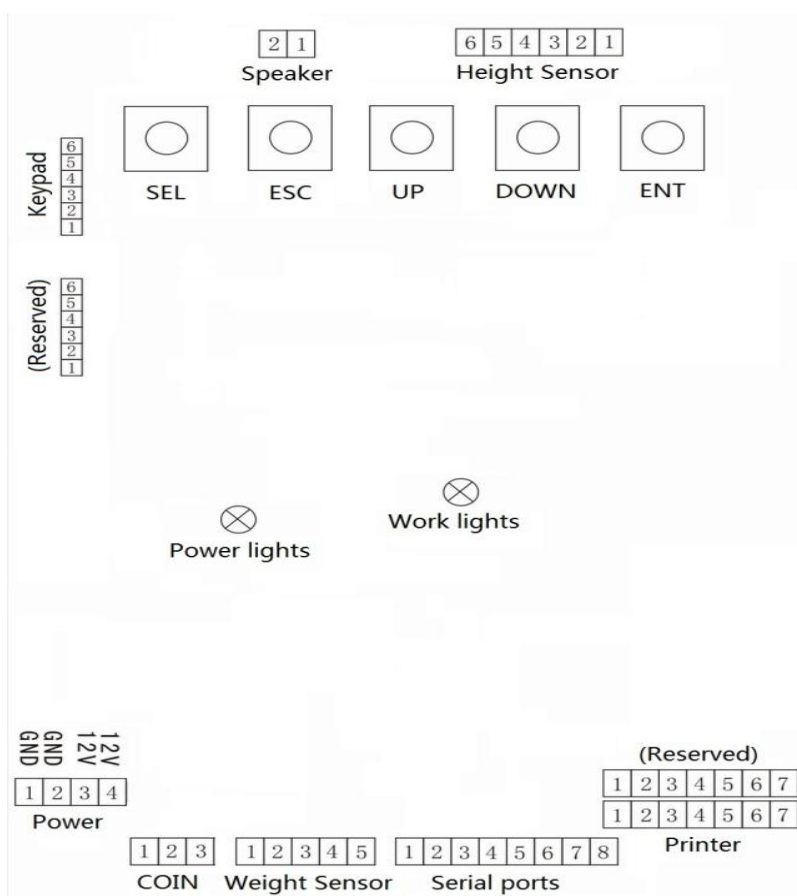 2 1
Speaker
6 5 4 3 2 1
Height Sensor
SEL
ESC
UP
DOWN
ENT
Keypad
6
5
4
3
2
1
(Reserved)
6
5
4
3
2
1
Power lights
Work lights
GND
GND
12V
12V
1 2 3 4
Power
(Reserved)
1 2 3 4 5 6 7
1 2 3 4 5 6 7
Printer
1 2 3
COIN
1 2 3 4 5
Weight Sensor
1 2 3 4 5 6 7 8
Serial ports